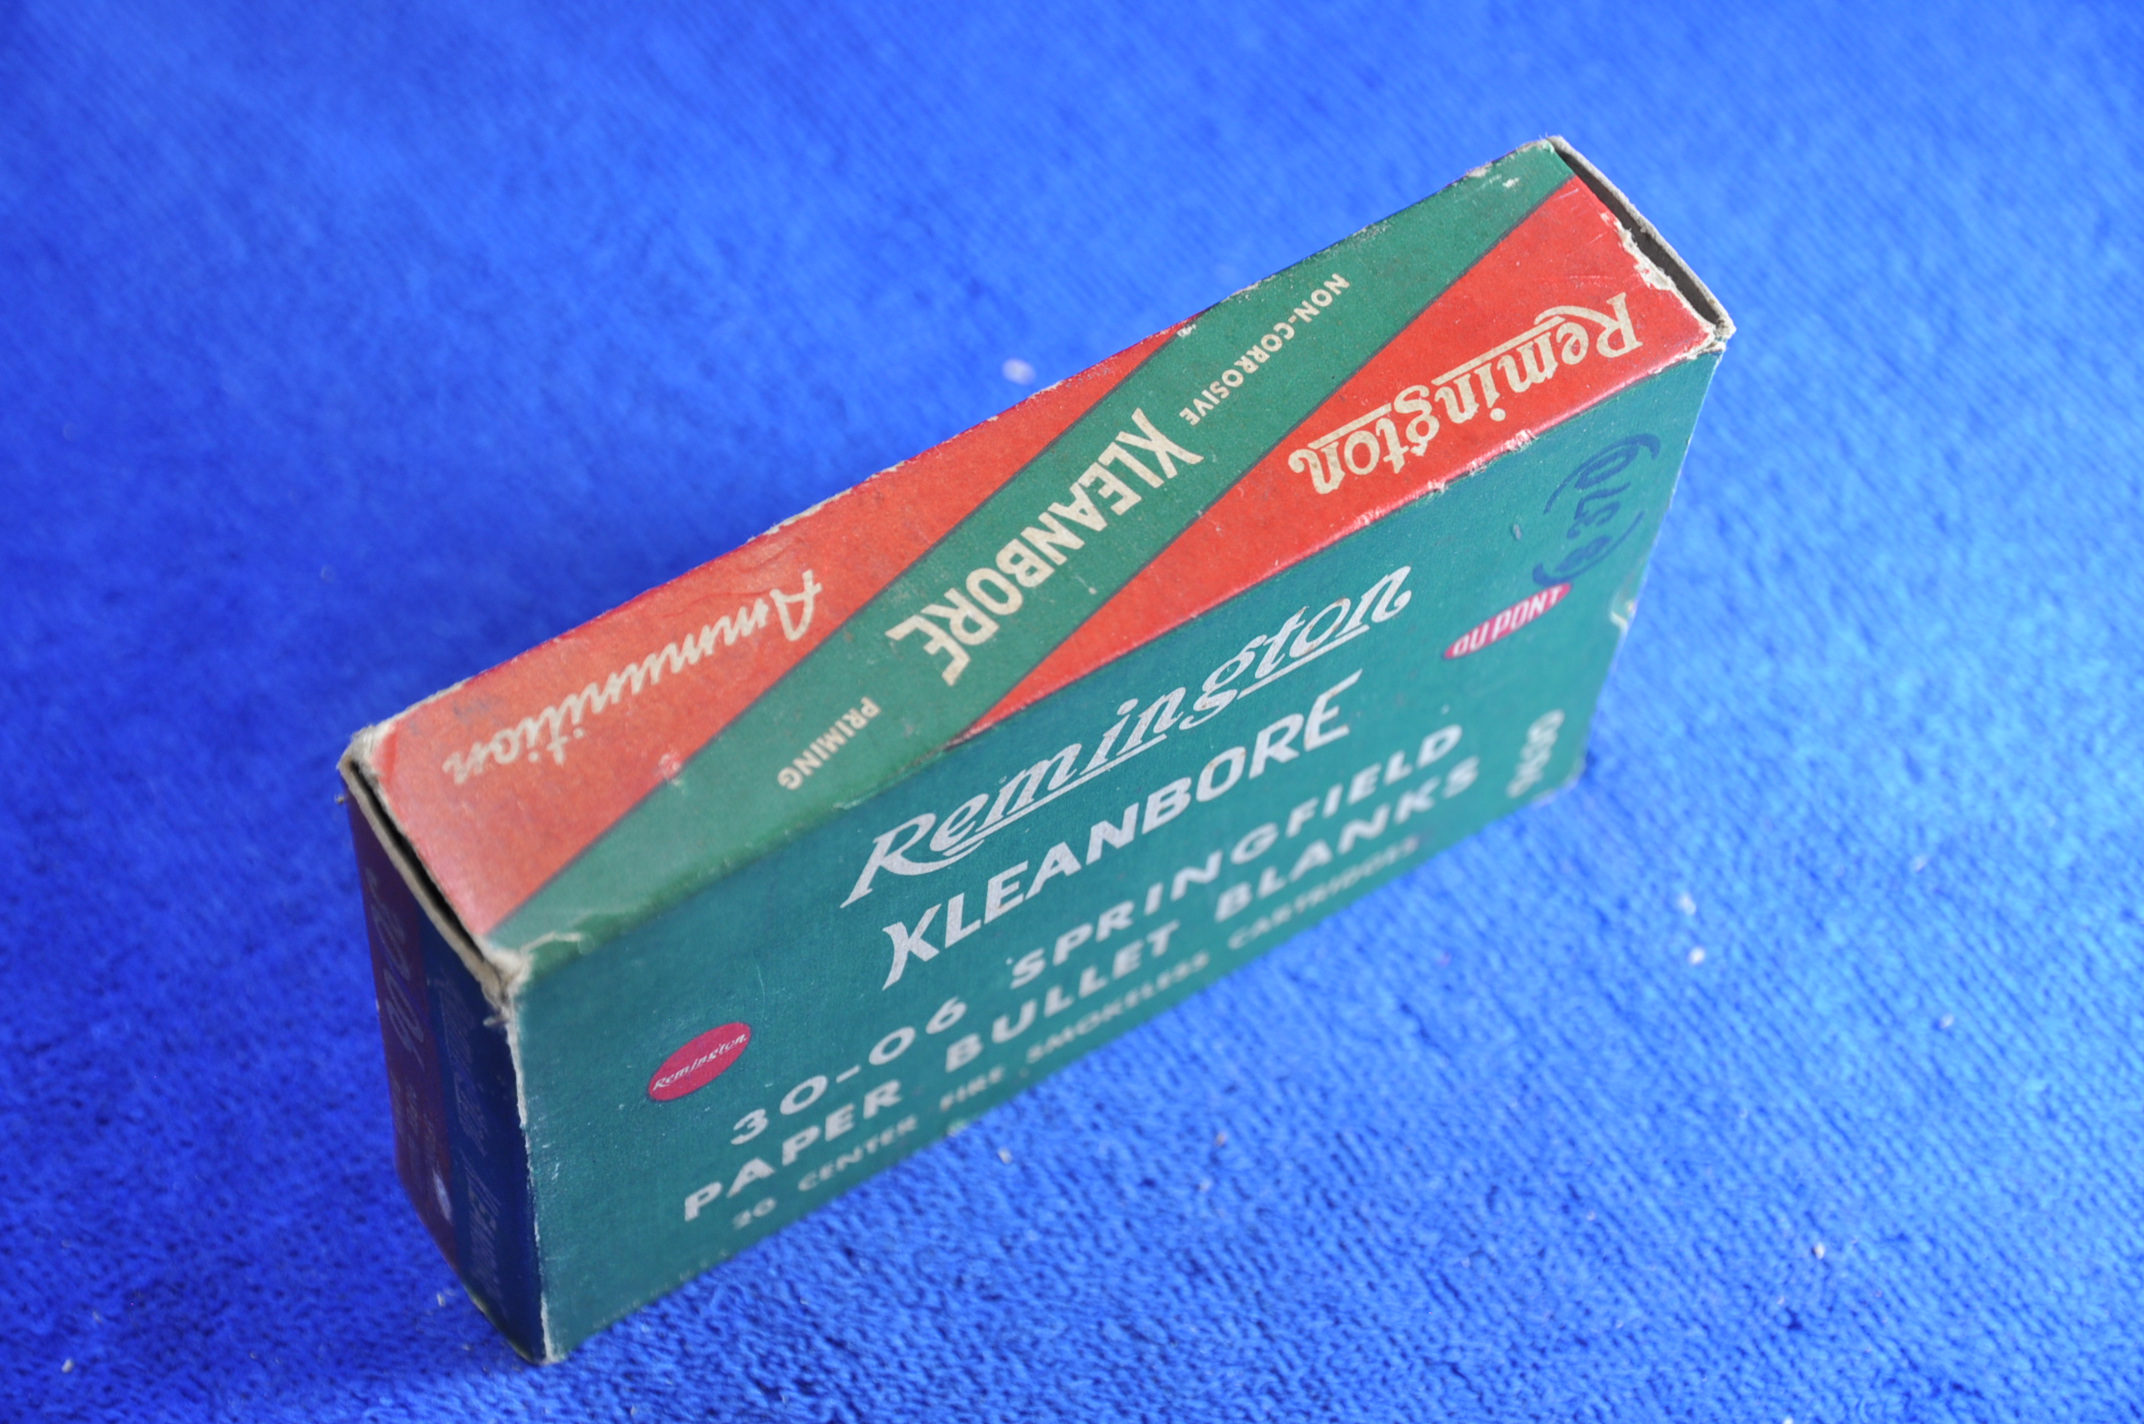 Remington
NON-CORROSIVE
KLEANBORE
PRIMING
Ammunition
Remington
KLEANBORE
30-06 SPRINGFIELD
PAPER BULLET BLANKS
20 CENTER FIRE SMOKELESS CARTRIDGES
Remington
DU PONT